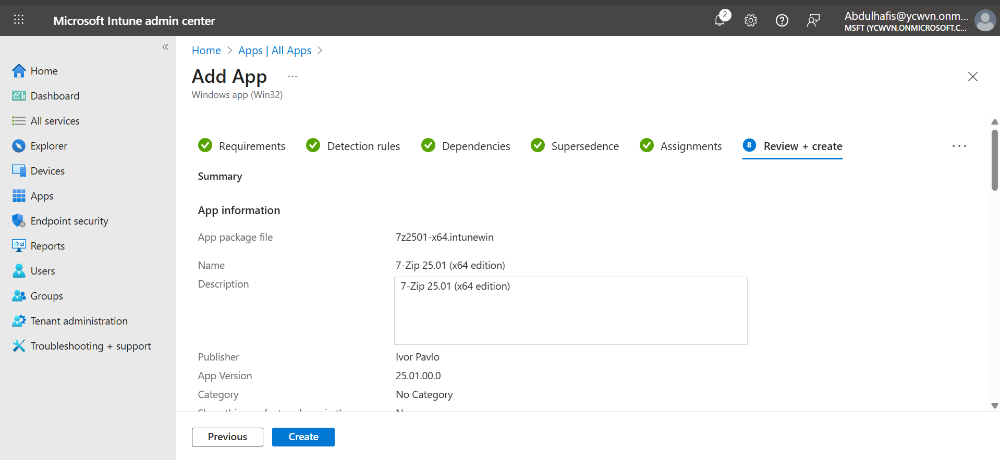 Microsoft Intune admin center
2
Abdulhafis@ycwvn.onm...
MSFT (YCWVN.ONMICROSOFT.C...
Home
Dashboard
All services
Explorer
Devices
Apps
Endpoint security
Reports
Users
Groups
Tenant administration
Troubleshooting + support
Home > Apps | All Apps >
Add App ...
Windows app (Win32)
Requirements
Detection rules
Dependencies
Supersedence
Assignments
8 Review + create
...
Summary
App information
App package file 7z2501-x64.intunewin
Name 7-Zip 25.01 (x64 edition)
Description 7-Zip 25.01 (x64 edition)
Publisher Ivor Pavlo
App Version 25.01.00.0
Category No Category
Previous
Create